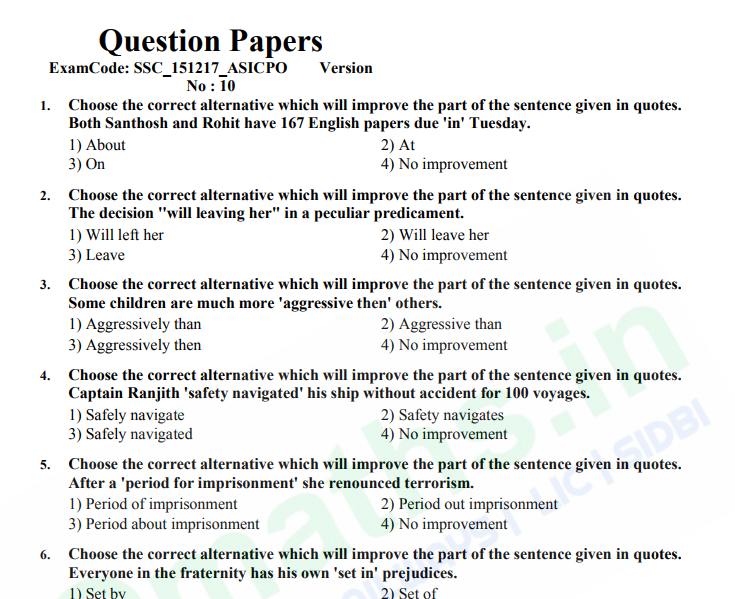 Question Papers
ExamCode: SSC_151217_ASICPO Version
No : 10
1. Choose the correct alternative which will improve the part of the sentence given in quotes.
Both Santhosh and Rohit have 167 English papers due 'in' Tuesday.
1) About 2) At
3) On 4) No improvement
2. Choose the correct alternative which will improve the part of the sentence given in quotes.
The decision "will leaving her" in a peculiar predicament.
1) Will left her 2) Will leave her
3) Leave 4) No improvement
3. Choose the correct alternative which will improve the part of the sentence given in quotes.
Some children are much more 'aggressive then' others.
1) Aggressively than 2) Aggressive than
3) Aggressively then 4) No improvement
4. Choose the correct alternative which will improve the part of the sentence given in quotes.
Captain Ranjith 'safety navigated' his ship without accident for 100 voyages.
1) Safely navigate 2) Safety navigates
3) Safely navigated 4) No improvement
5. Choose the correct alternative which will improve the part of the sentence given in quotes.
After a 'period for imprisonment' she renounced terrorism.
1) Period of imprisonment 2) Period out imprisonment
3) Period about imprisonment 4) No improvement
6. Choose the correct alternative which will improve the part of the sentence given in quotes.
Everyone in the fraternity has his own 'set in' prejudices.
1) Set by 2) Set of
maths.in
LIC | SIDBI